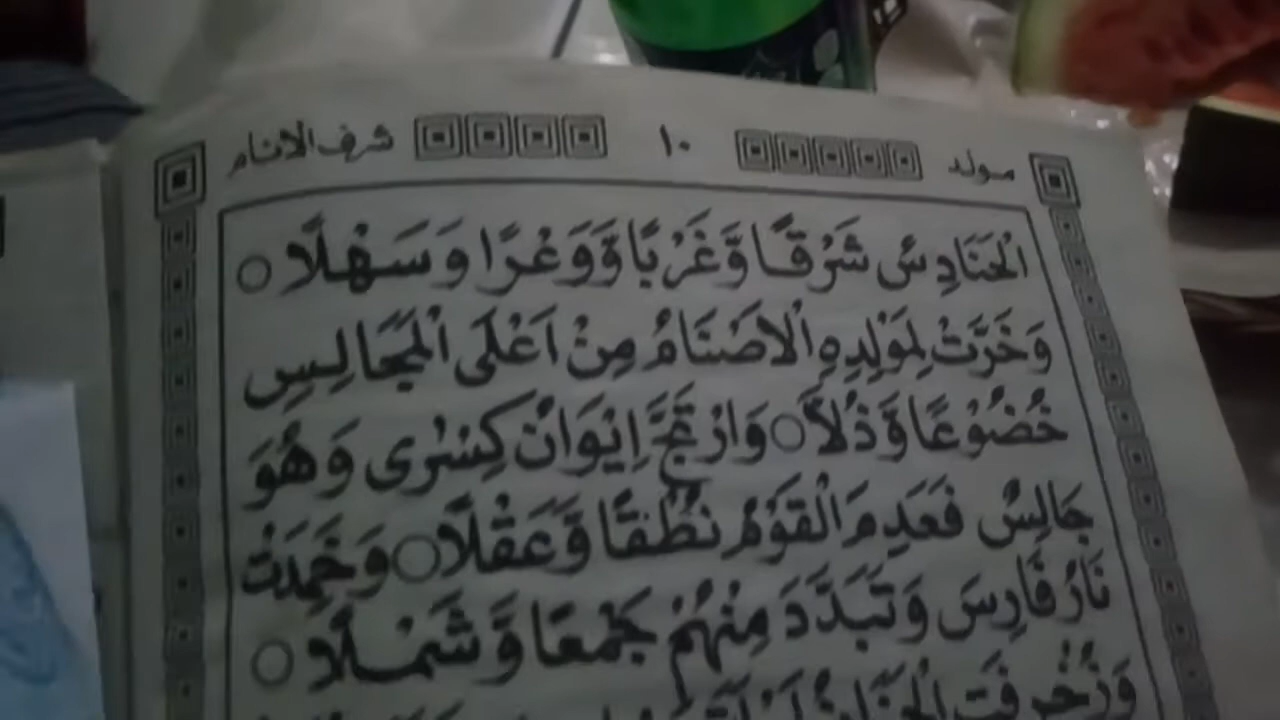 مولد ١٠ شرف الانام
الْحَنَادِسُ شَرْقًا وَّغَرْبًا وَّوَعْرًا وَسَهْلًا ○
وَخَرَّتْ لِمَوْلِدِهِ الْاَصْنَامُ مِنْ اَعْلَى الْمَجَالِسِ
خُضُوْعًا وَّذُلًّا ○ وَارْتَجَّ اِيْوَانُ كِسْرٰى وَهُوَ
جَالِسٌ فَعَدِمَ الْقَوْمُ نُطْقًا وَّعَقْلًا ○ وَخَمِدَتْ
نَارُ فَارِسَ وَتَبَدَّدَ مِنْهُمْ جَمْعًا وَّشَمْلًا ○
وَزُخْرِفَتِ